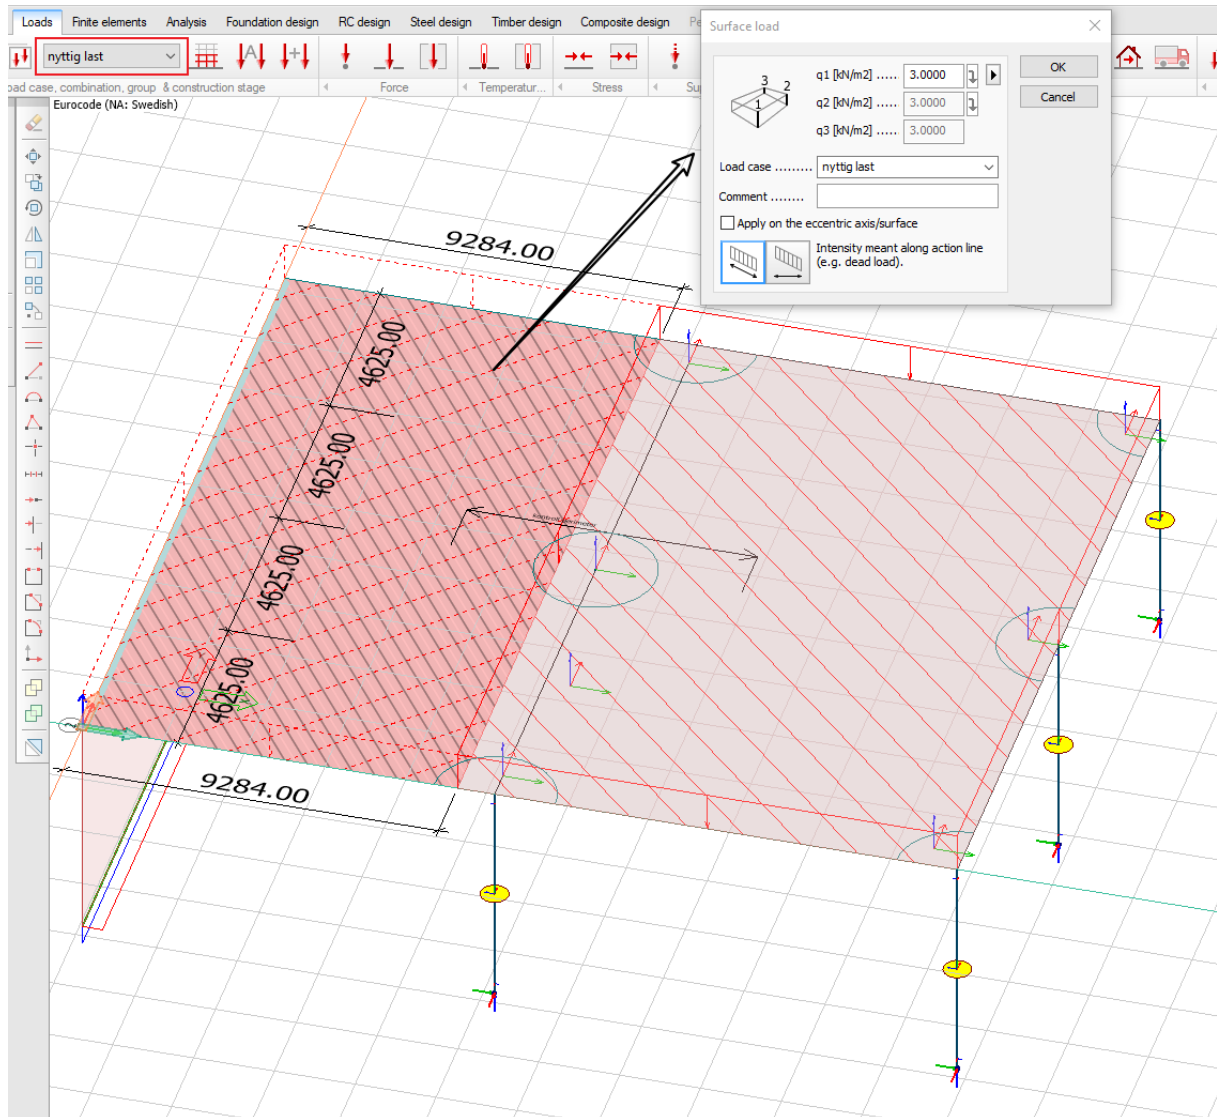 Loads Finite elements Analysis Foundation design RC design Steel design Timber design Composite design
nyttig last
oad case, combination, group & construction stage Force Temperatur... Stress Su
Eurocode (NA: Swedish)
Surface load
q1 [kN/m2] ..... 3.0000
q2 [kN/m2] ..... 3.0000
q3 [kN/m2] ...... 3.0000
3
2
1
OK
Cancel
Load case ......... nyttig last
Comment ........
Apply on the eccentric axis/surface
Intensity meant along action line
(e.g. dead load).
9284.00
4625.00
4625.00
4625.00
4625.00
9284.00